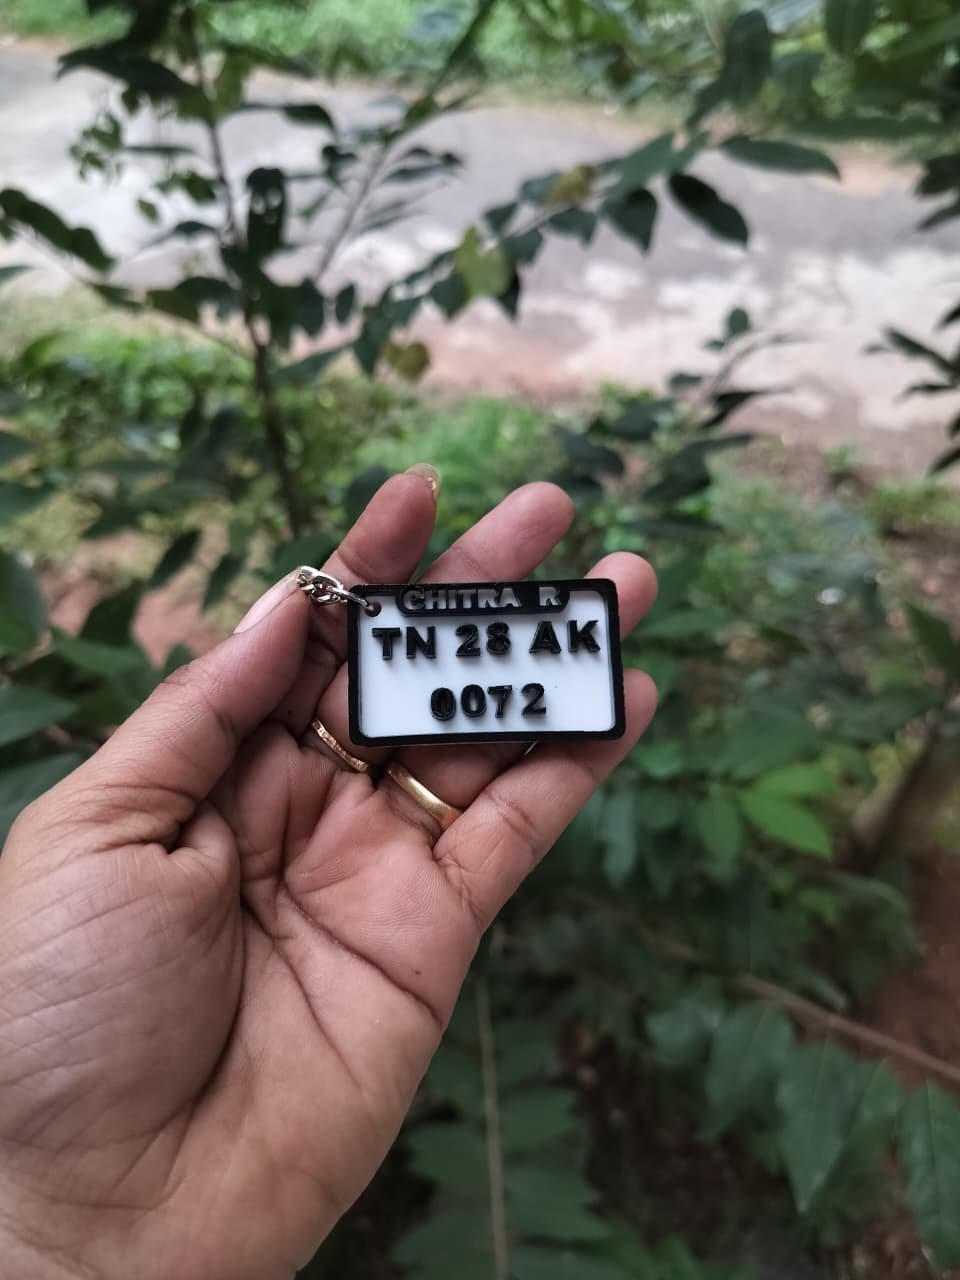 CHITRA R
TN 28 AK
0072